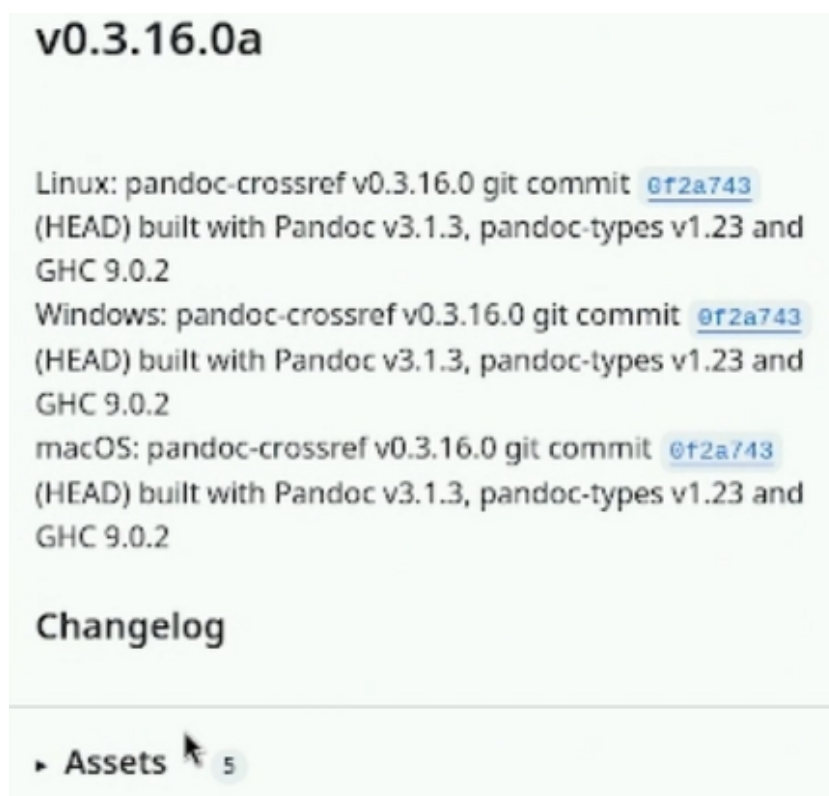 v0.3.16.0a
Linux: pandoc-crossref v0.3.16.0 git commit 0f2a743
(HEAD) built with Pandoc v3.1.3, pandoc-types v1.23 and
GHC 9.0.2
Windows: pandoc-crossref v0.3.16.0 git commit 0f2a743
(HEAD) built with Pandoc v3.1.3, pandoc-types v1.23 and
GHC 9.0.2
macOS: pandoc-crossref v0.3.16.0 git commit 0f2a743
(HEAD) built with Pandoc v3.1.3, pandoc-types v1.23 and
GHC 9.0.2
Changelog
Assets 5